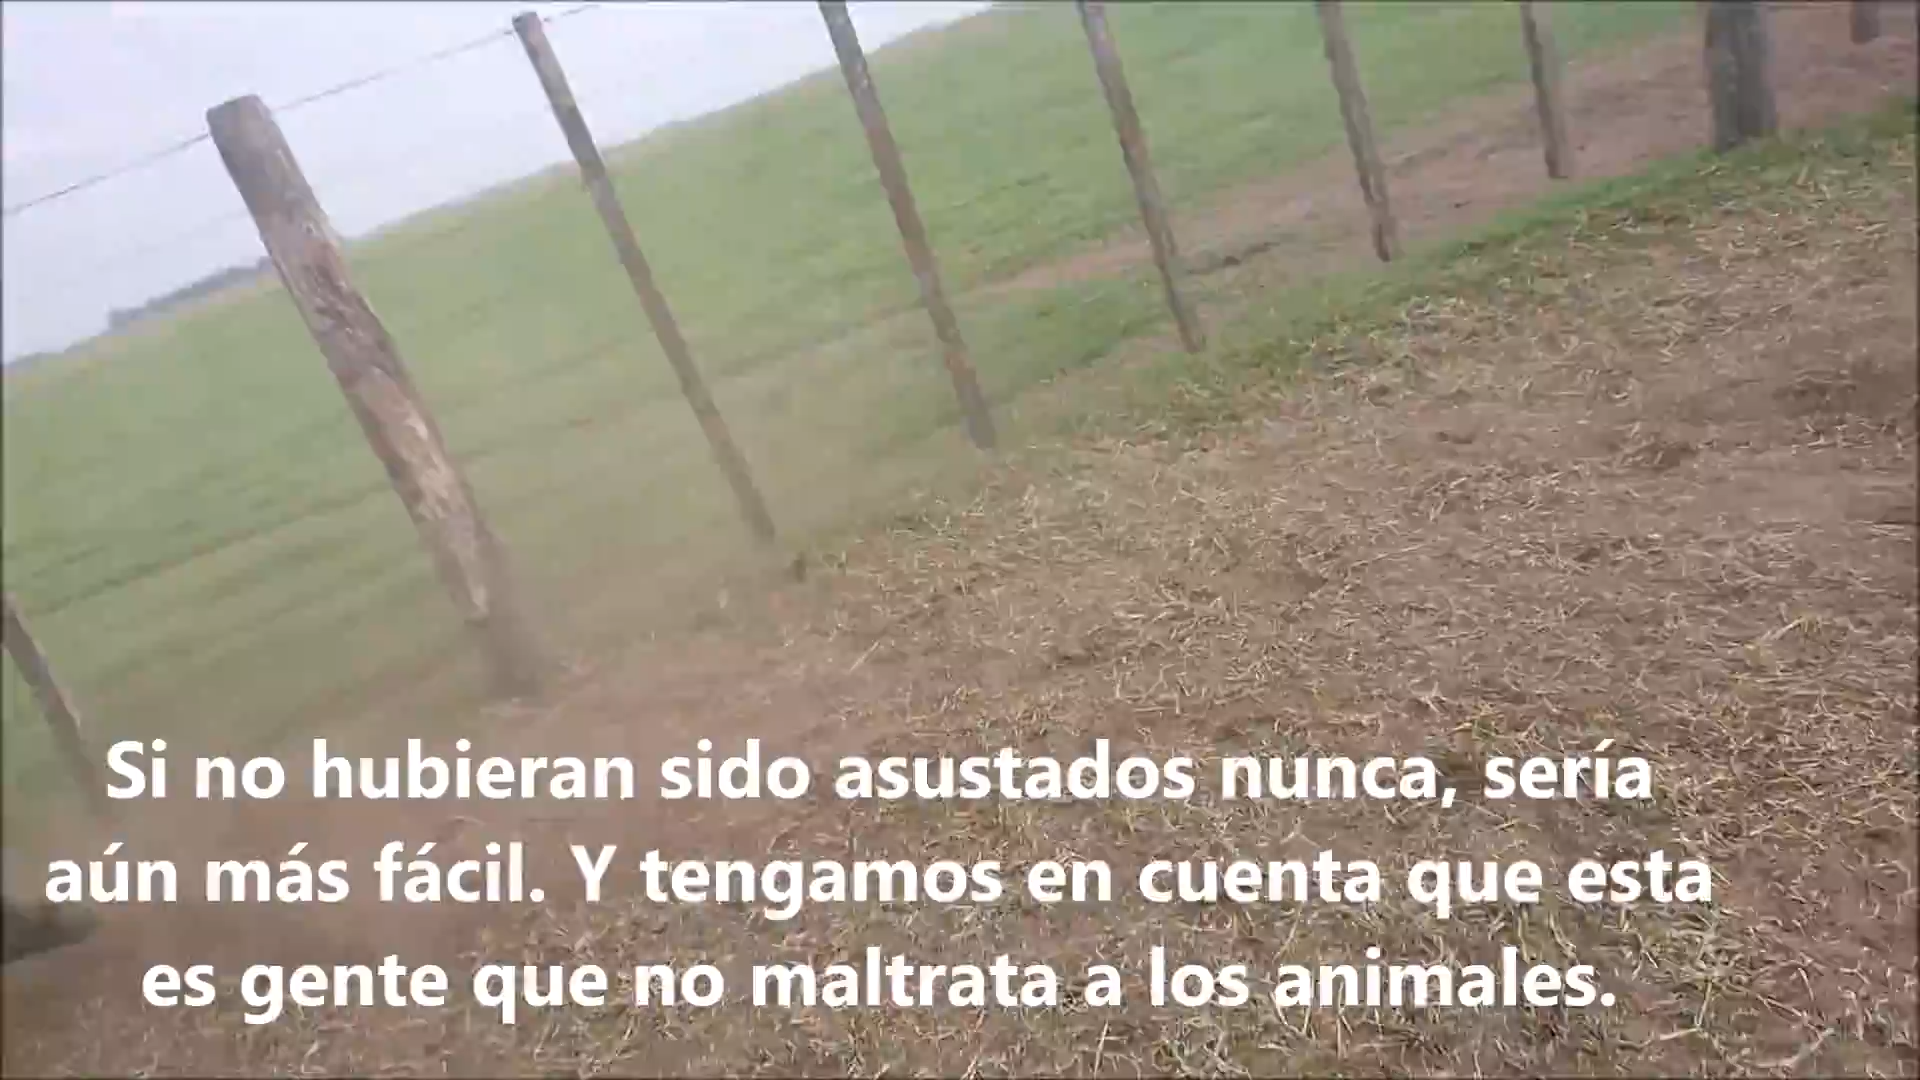 Si no hubieran sido asustados nunca, sería
aún más fácil. Y tengamos en cuenta que esta
es gente que no maltrata a los animales.